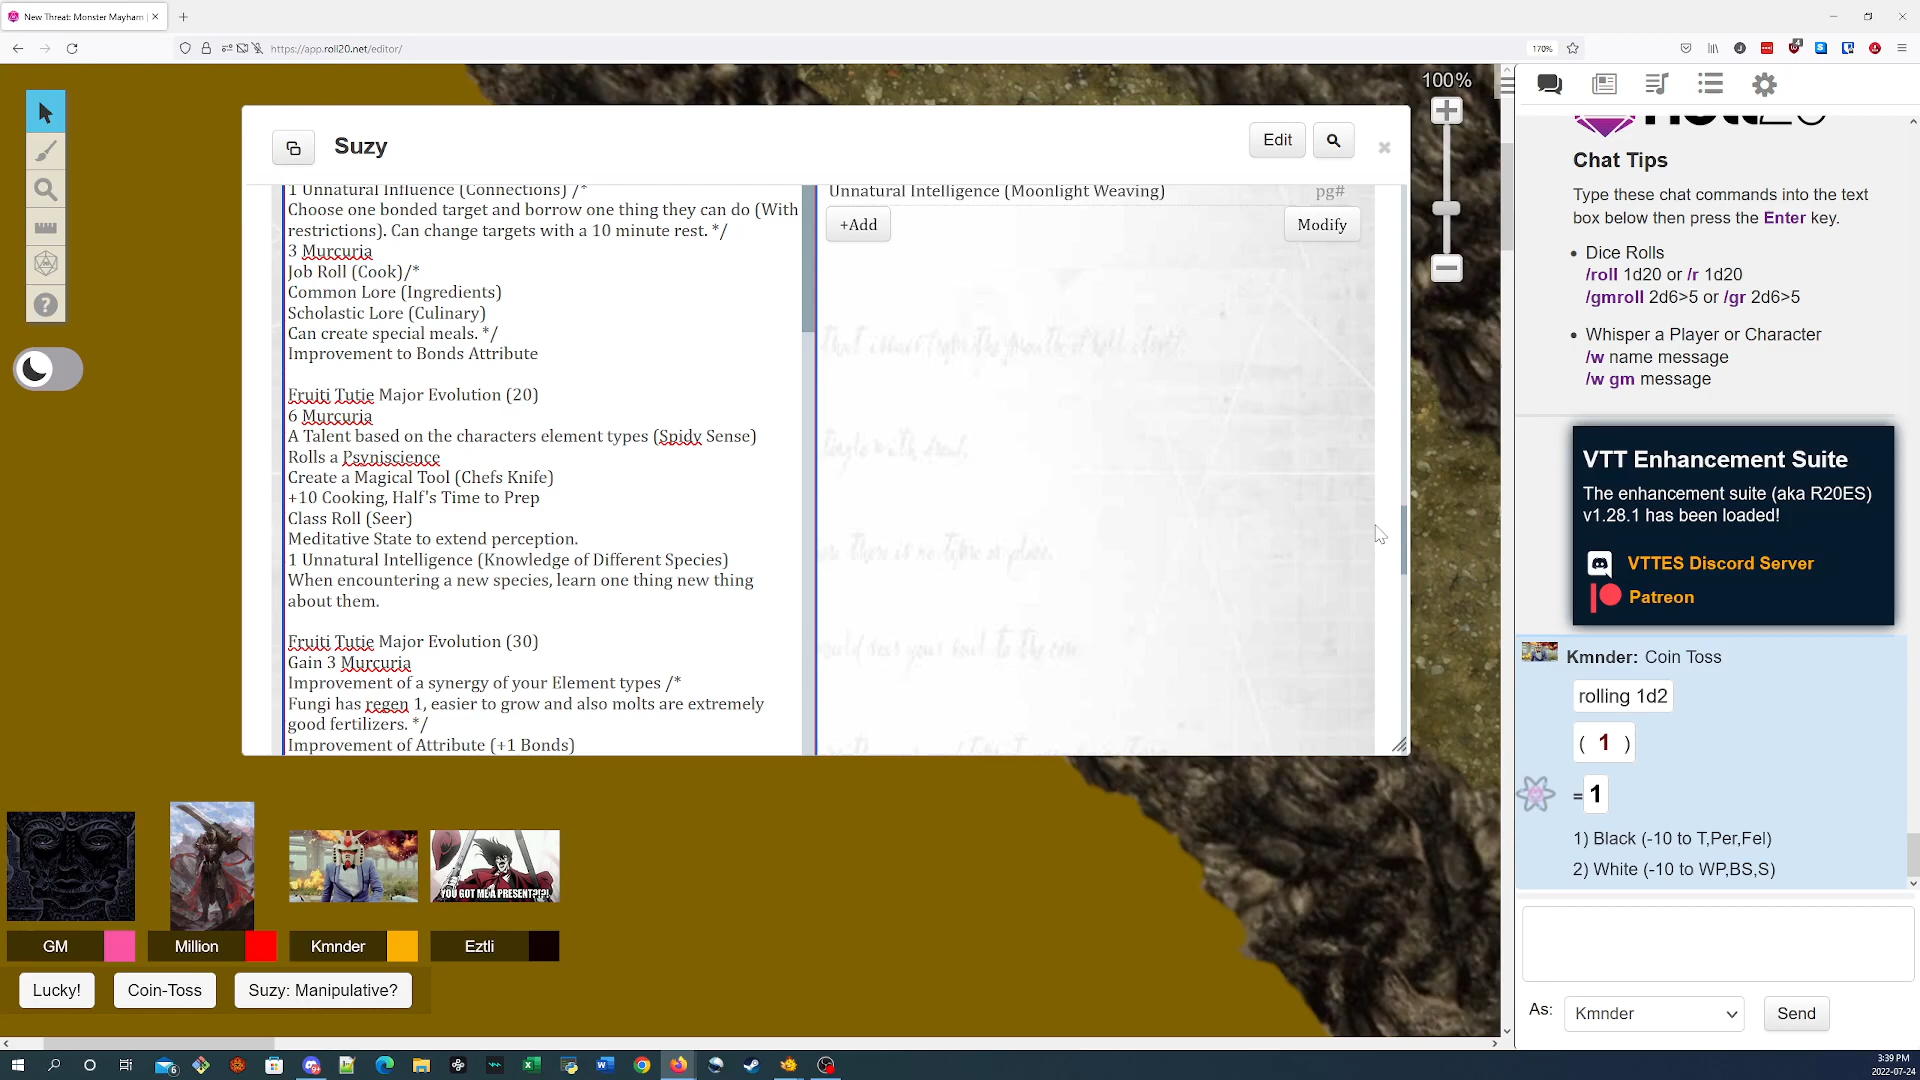 New Threat: Monster Mayham
https://app.roll20.net/editor/
170%
4
100%
Suzy
Edit
1 Unnatural Influence (Connections) /*
Choose one bonded target and borrow one thing they can do (With
restrictions). Can change targets with a 10 minute rest. */
3 Murcuria
Job Roll (Cook)/*
Common Lore (Ingredients)
Scholastic Lore (Culinary)
Can create special meals. */
Improvement to Bonds Attribute
Fruiti Tutie Major Evolution (20)
6 Murcuria
A Talent based on the characters element types (Spidy Sense)
Rolls a Psyniscience
Create a Magical Tool (Chefs Knife)
+10 Cooking, Half's Time to Prep
Class Roll (Seer)
Meditative State to extend perception.
1 Unnatural Intelligence (Knowledge of Different Species)
When encountering a new species, learn one thing new thing
about them.
Fruiti Tutie Major Evolution (30)
Gain 3 Murcuria
Improvement of a synergy of your Element types /*
Fungi has regen 1, easier to grow and also molts are extremely
good fertilizers. */
Improvement of Attribute (+1 Bonds)
Unnatural Intelligence (Moonlight Weaving)
pg#
+Add
Modify
Chat Tips
Type these chat commands into the text
box below then press the Enter key.
• Dice Rolls
/roll 1d20 or /r 1d20
/gmroll 2d6>5 or /gr 2d6>5
• Whisper a Player or Character
/w name message
/w gm message
VTT Enhancement Suite
The enhancement suite (aka R20ES)
v1.28.1 has been loaded!
VTTES Discord Server
Patreon
Kmnder: Coin Toss
rolling 1d2
( 1 )
=1
1) Black (-10 to T,Per,Fel)
2) White (-10 to WP,BS,S)
As:
Kmnder
Send
YOU GOT ME A PRESENT?!?!
GM
Million
Kmnder
Eztli
Lucky!
Coin-Toss
Suzy: Manipulative?
3:39 PM
2022-07-24